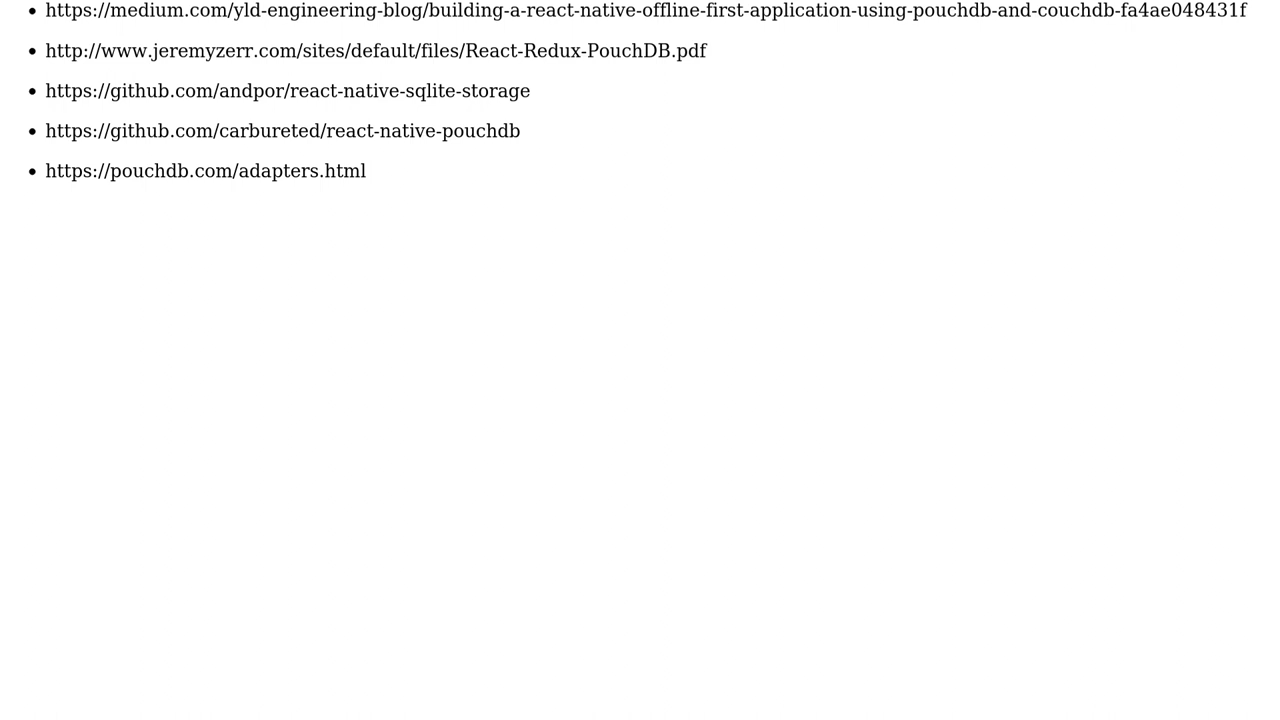 • https://medium.com/yld-engineering-blog/building-a-react-native-offline-first-application-using-pouchdb-and-couchdb-fa4ae048431f
• http://www.jeremyzerr.com/sites/default/files/React-Redux-PouchDB.pdf
• https://github.com/andpor/react-native-sqlite-storage
• https://github.com/carbureted/react-native-pouchdb
• https://pouchdb.com/adapters.html